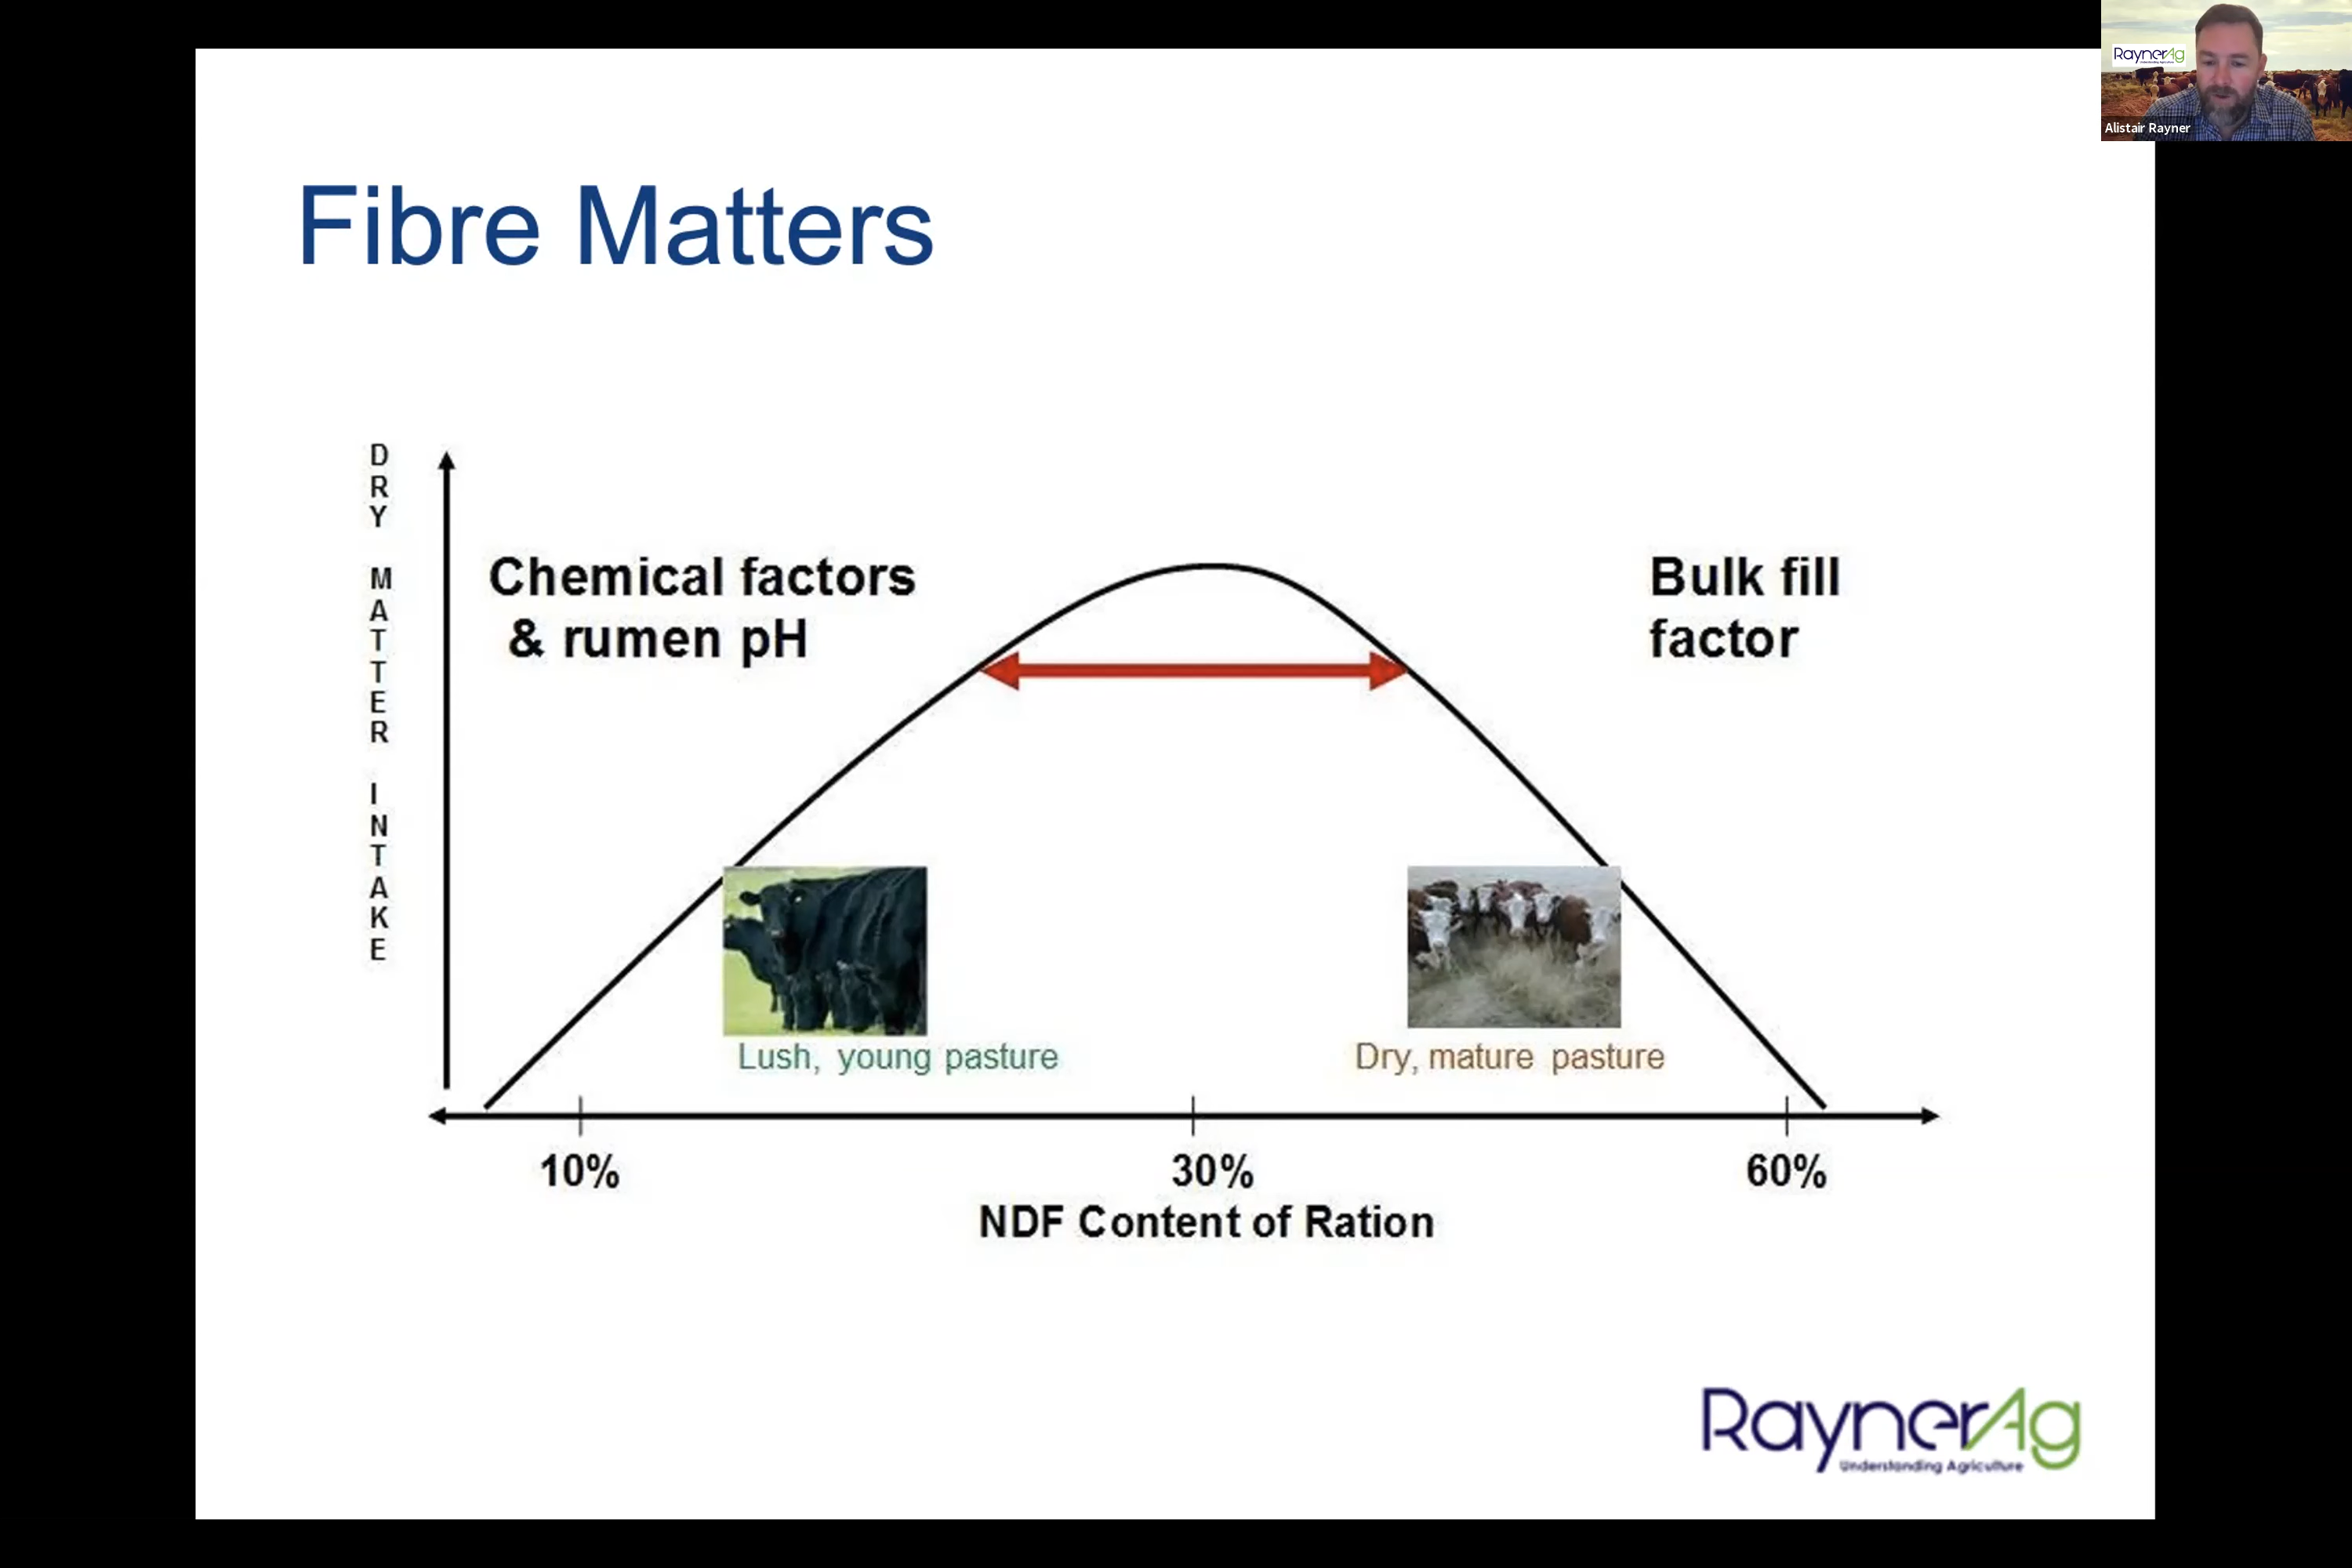 RaynerAg
Alistair Rayner
Fibre Matters
DRY MATTER INTAKE
Chemical factors
& rumen pH
Bulk fill
factor
Lush, young pasture
Dry, mature pasture
10%
30%
60%
NDF Content of Ration
RaynerAg
Understanding Agriculture